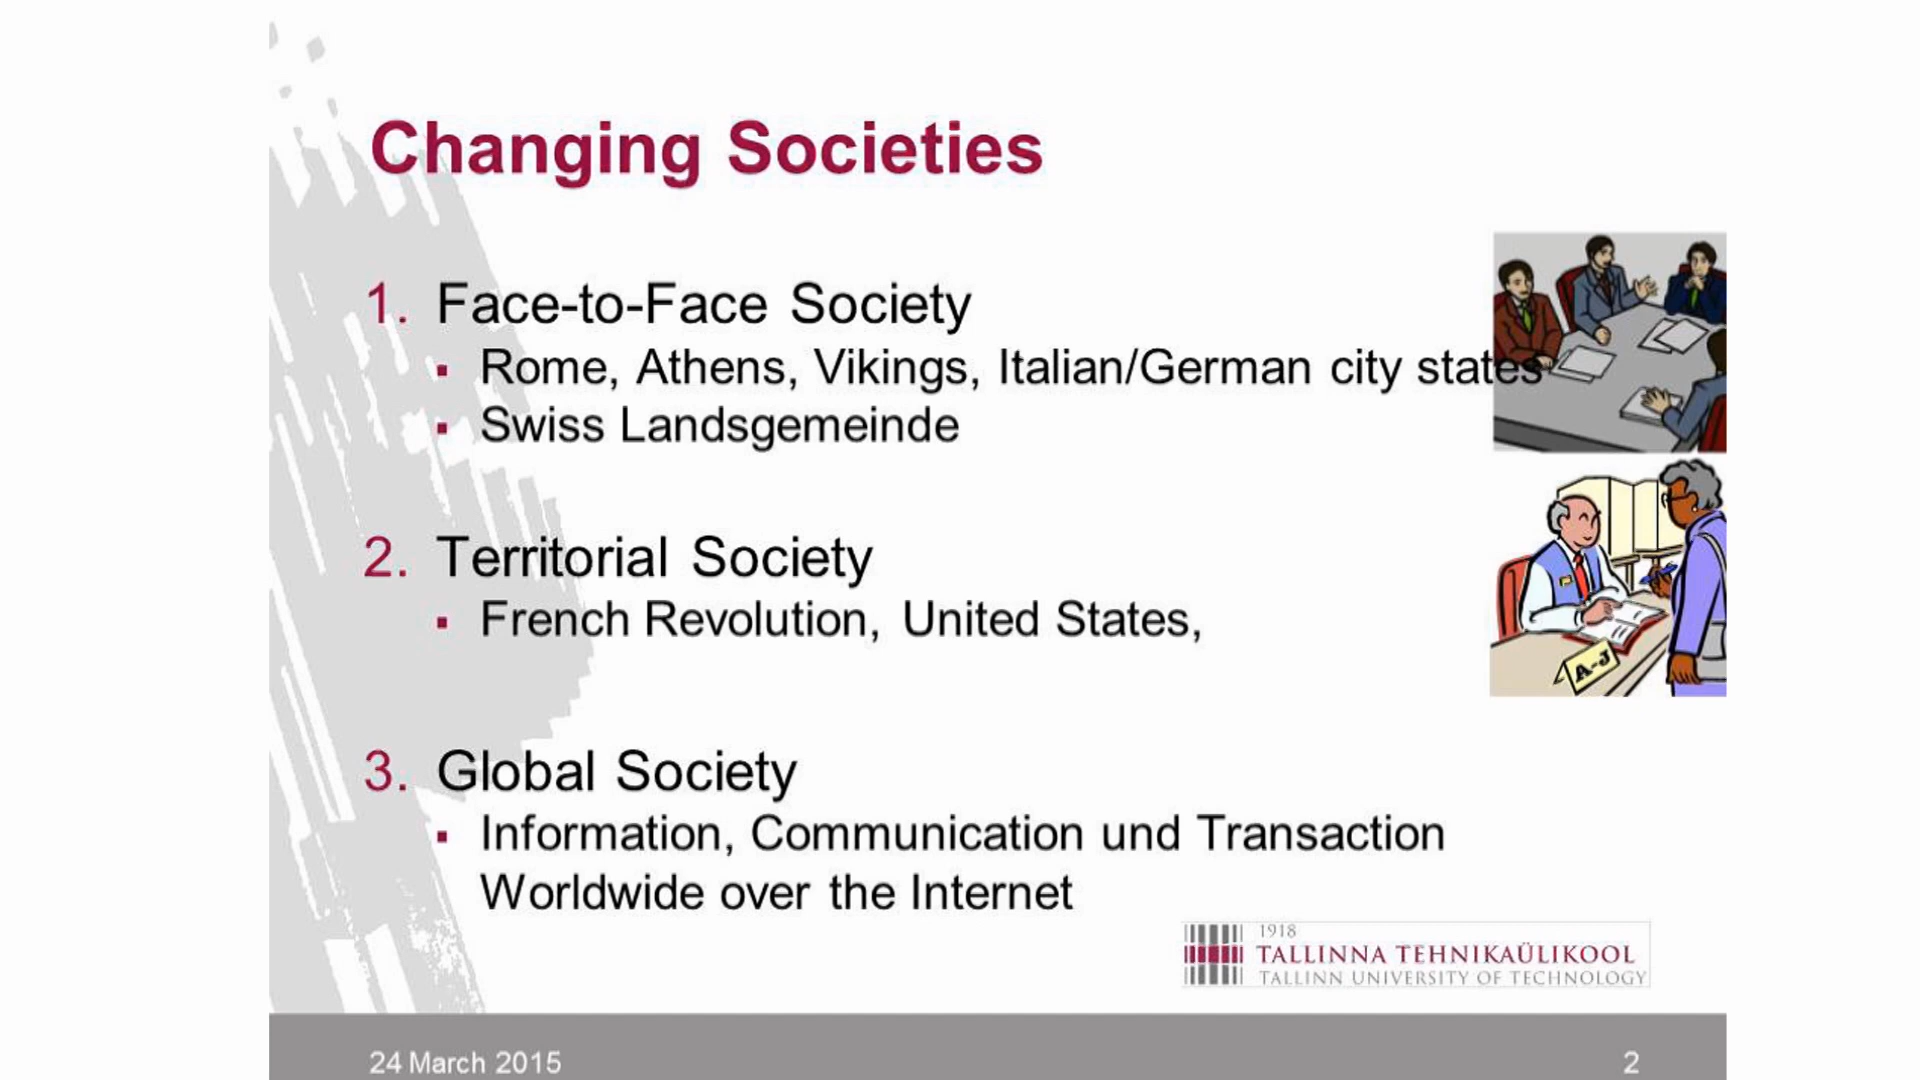 Changing Societies
1. Face-to-Face Society
▪ Rome, Athens, Vikings, Italian/German city states
▪ Swiss Landsgemeinde
2. Territorial Society
▪ French Revolution, United States,
A-J
3. Global Society
▪ Information, Communication und Transaction
Worldwide over the Internet
1918
TALLINNA TEHNIKAÜLIKOOL
TALLINN UNIVERSITY OF TECHNOLOGY
24 March 2015
2